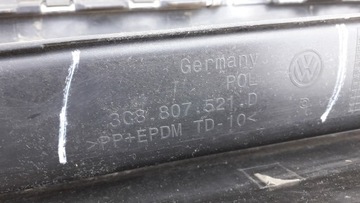 Germany
POL
3C8.807.521.D
>PP+EPDM TD-10<